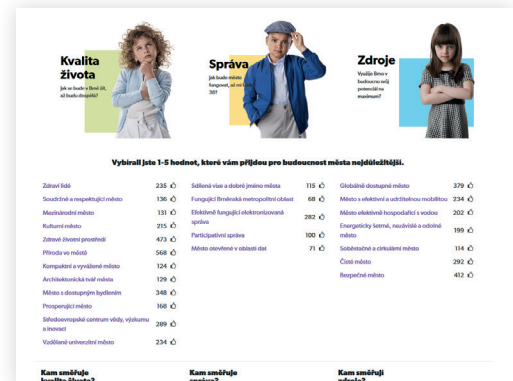 Kvalita
života
Jak se bude v Brně žít,
až budu dospělá?
Správa
Jak bude město
fungovat, až mi
30?
Zdroje
Využije Brno v
budoucnu svůj
potenciál na
maximum?
Vybírali jste 1-5 hodnot, které vám přijdou pro budoucnost města nejdůležitější.
Zdraví lidé 235
Soudržné a respektující město 136
Mezinárodní město 131
Kulturní město 215
Zdravé životní prostředí 473
Příroda ve městě 568
Kompaktní a vyvážené město 124
Architektonická tvář města 129
Město s dostupným bydlením 348
Prosperující město 168
Středoevropské centrum vědy, výzkumu
a inovací 289
Vzdělané univerzitní město 234
Sdílená vize a dobré jméno města 115
Fungující Brněnská metropolitní oblast 68
Efektivně fungující elektronizovaná
správa 282
Participativní správa 100
Město otevřené v oblasti dat 71
Globálně dostupné město 379
Město s efektivní a udržitelnou mobilitou 234
Město efektivně hospodařící s vodou 202
Energeticky šetrné, nezávislé a odolné
město 199
Soběstačné a cirkulární město 114
Čisté město 292
Bezpečné město 412
Kam směřuje
kvalita života?
Kam směřuje
správa?
Kam směřují
zdroje?